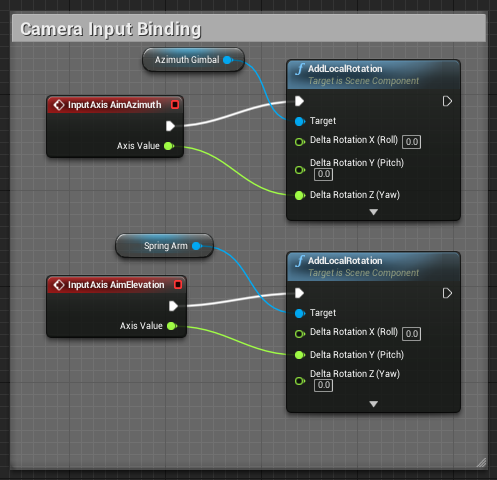 Camera Input Binding
Azimuth Gimbal
AddLocalRotation
Target is Scene Component
InputAxis AimAzimuth
Target
Axis Value
Delta Rotation X (Roll) 0.0
Delta Rotation Y (Pitch)
0.0
Delta Rotation Z (Yaw)
Spring Arm
AddLocalRotation
Target is Scene Component
InputAxis AimElevation
Target
Axis Value
Delta Rotation X (Roll) 0.0
Delta Rotation Y (Pitch)
Delta Rotation Z (Yaw)
0.0